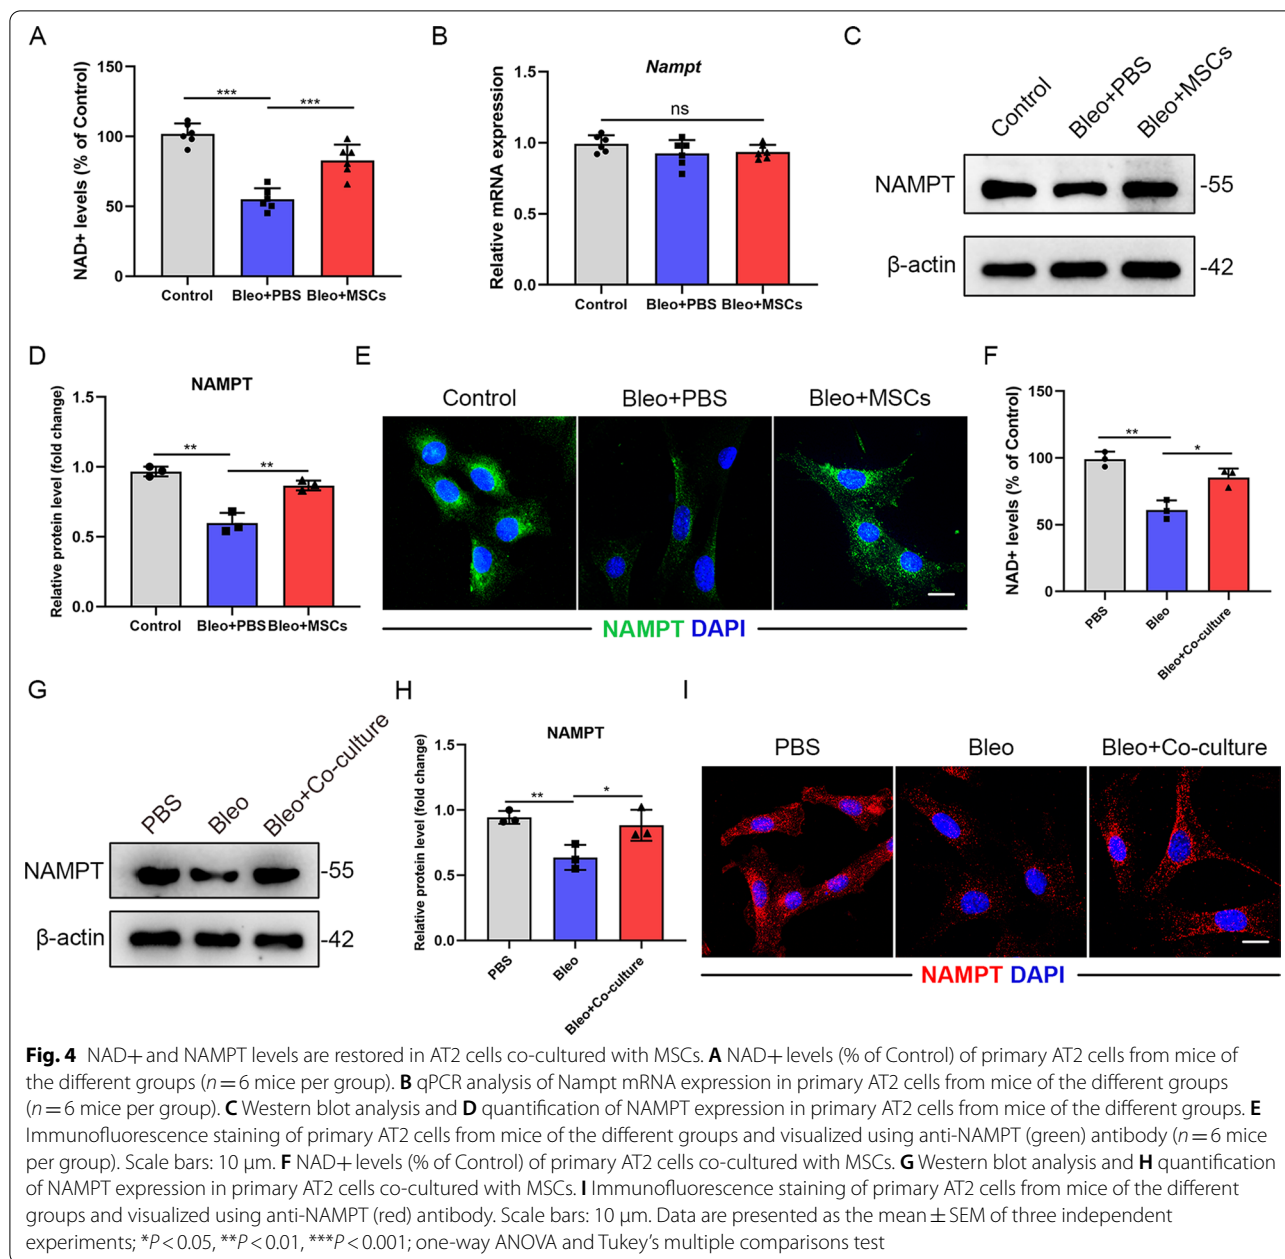 A
NAD+ levels (% of Control)
150
100
50
0
***
***
Control
Bleo+PBS
Bleo+MSCs
B
Nampt
Relative mRNA expression
1.5
1.0
0.5
0.0
ns
Control
Bleo+PBS
Bleo+MSCs
C
Control
Bleo+PBS
Bleo+MSCs
NAMPT
-55
β-actin
-42
D
NAMPT
Relative protein level (fold change)
1.5
1.0
0.5
0.0
**
**
Control
Bleo+PBS
Bleo+MSCs
E
Control
Bleo+PBS
Bleo+MSCs
NAMPT DAPI
F
NAD+ levels (% of Control)
150
100
50
0
**
*
PBS
Bleo
Bleo+Co-culture
G
PBS
Bleo
Bleo+Co-culture
NAMPT
-55
β-actin
-42
H
NAMPT
Relative protein level (fold change)
1.5
1.0
0.5
0.0
**
*
PBS
Bleo
Bleo+Co-culture
I
PBS
Bleo
Bleo+Co-culture
NAMPT DAPI
Fig. 4 NAD+ and NAMPT levels are restored in AT2 cells co-cultured with MSCs. A NAD+ levels (% of Control) of primary AT2 cells from mice of
the different groups (n = 6 mice per group). B qPCR analysis of Nampt mRNA expression in primary AT2 cells from mice of the different groups
(n = 6 mice per group). C Western blot analysis and D quantification of NAMPT expression in primary AT2 cells from mice of the different groups. E
Immunofluorescence staining of primary AT2 cells from mice of the different groups and visualized using anti-NAMPT (green) antibody (n = 6 mice
per group). Scale bars: 10 μm. F NAD+ levels (% of Control) of primary AT2 cells co-cultured with MSCs. G Western blot analysis and H quantification
of NAMPT expression in primary AT2 cells co-cultured with MSCs. I Immunofluorescence staining of primary AT2 cells from mice of the different
groups and visualized using anti-NAMPT (red) antibody. Scale bars: 10 μm. Data are presented as the mean ± SEM of three independent
experiments; *P < 0.05, **P < 0.01, ***P < 0.001; one-way ANOVA and Tukey's multiple comparisons test